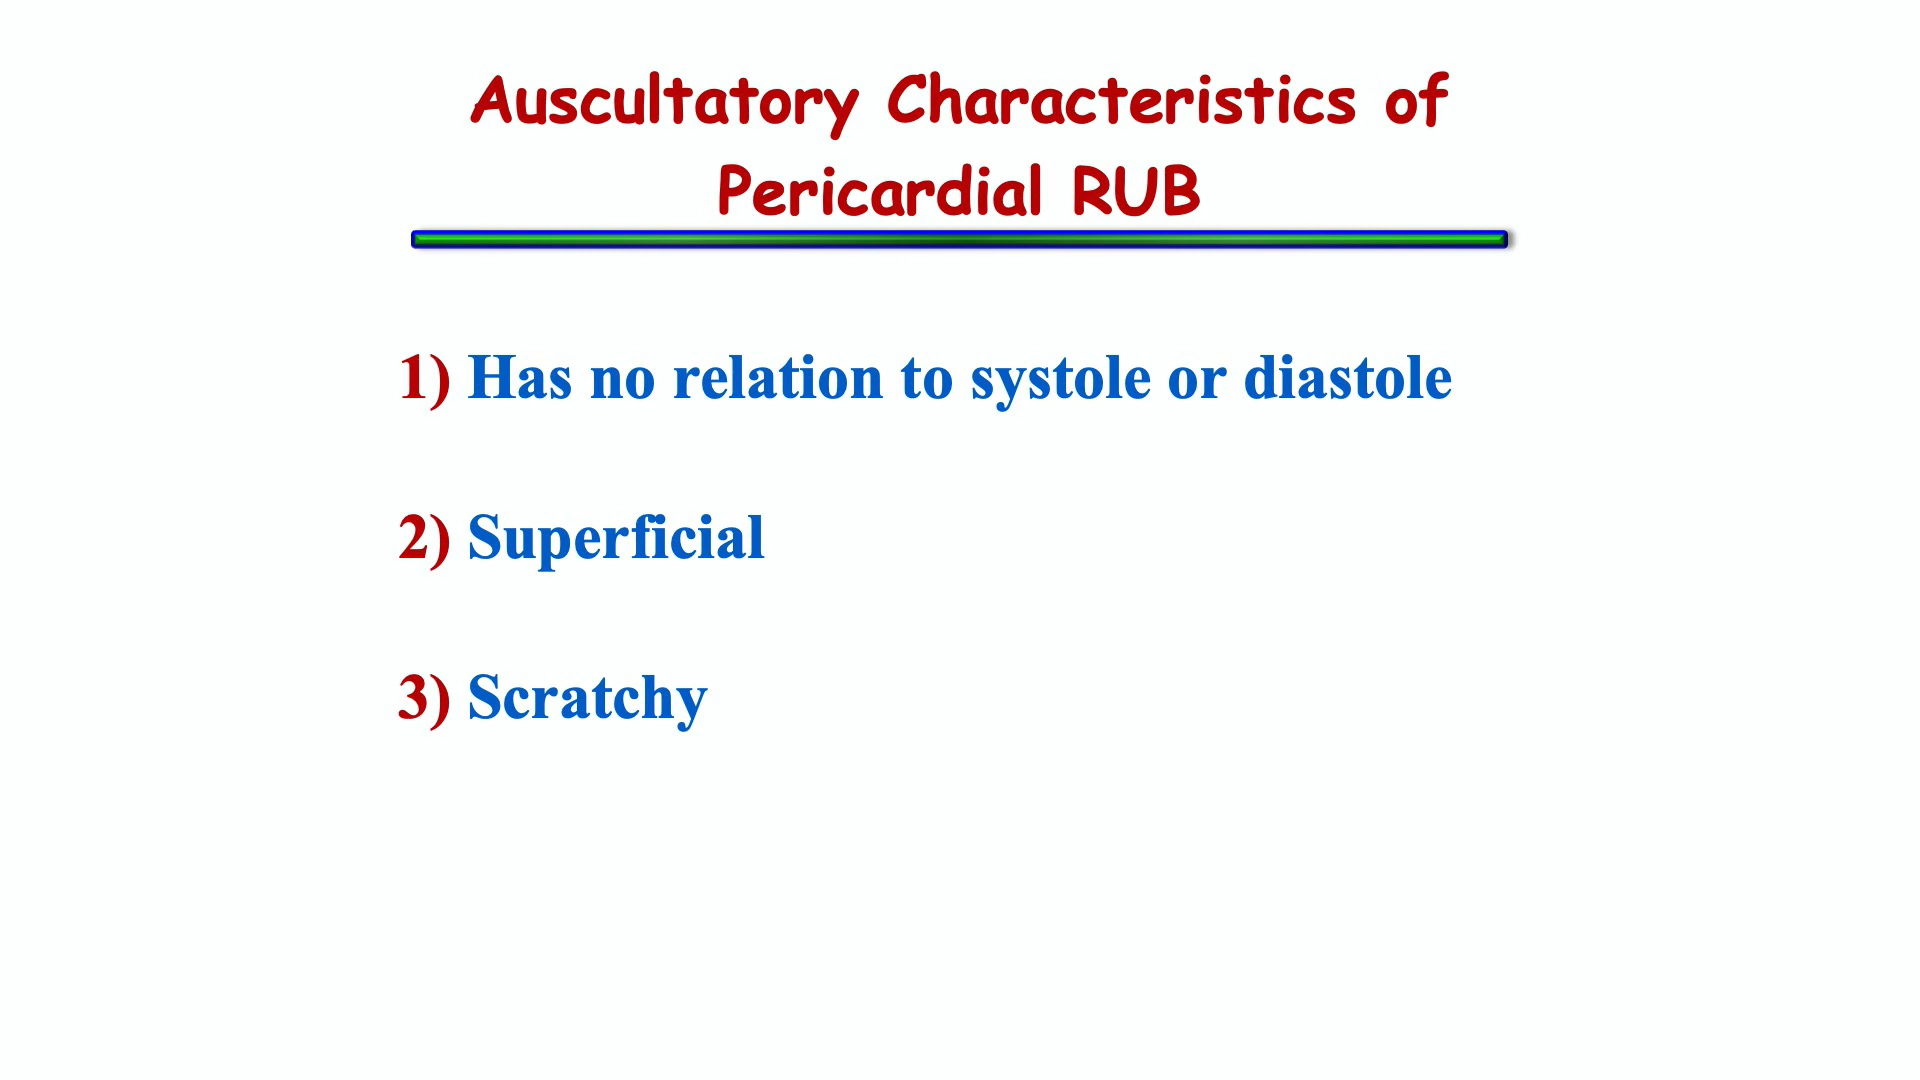 Auscultatory Characteristics of
Pericardial RUB
1) Has no relation to systole or diastole
2) Superficial
3) Scratchy